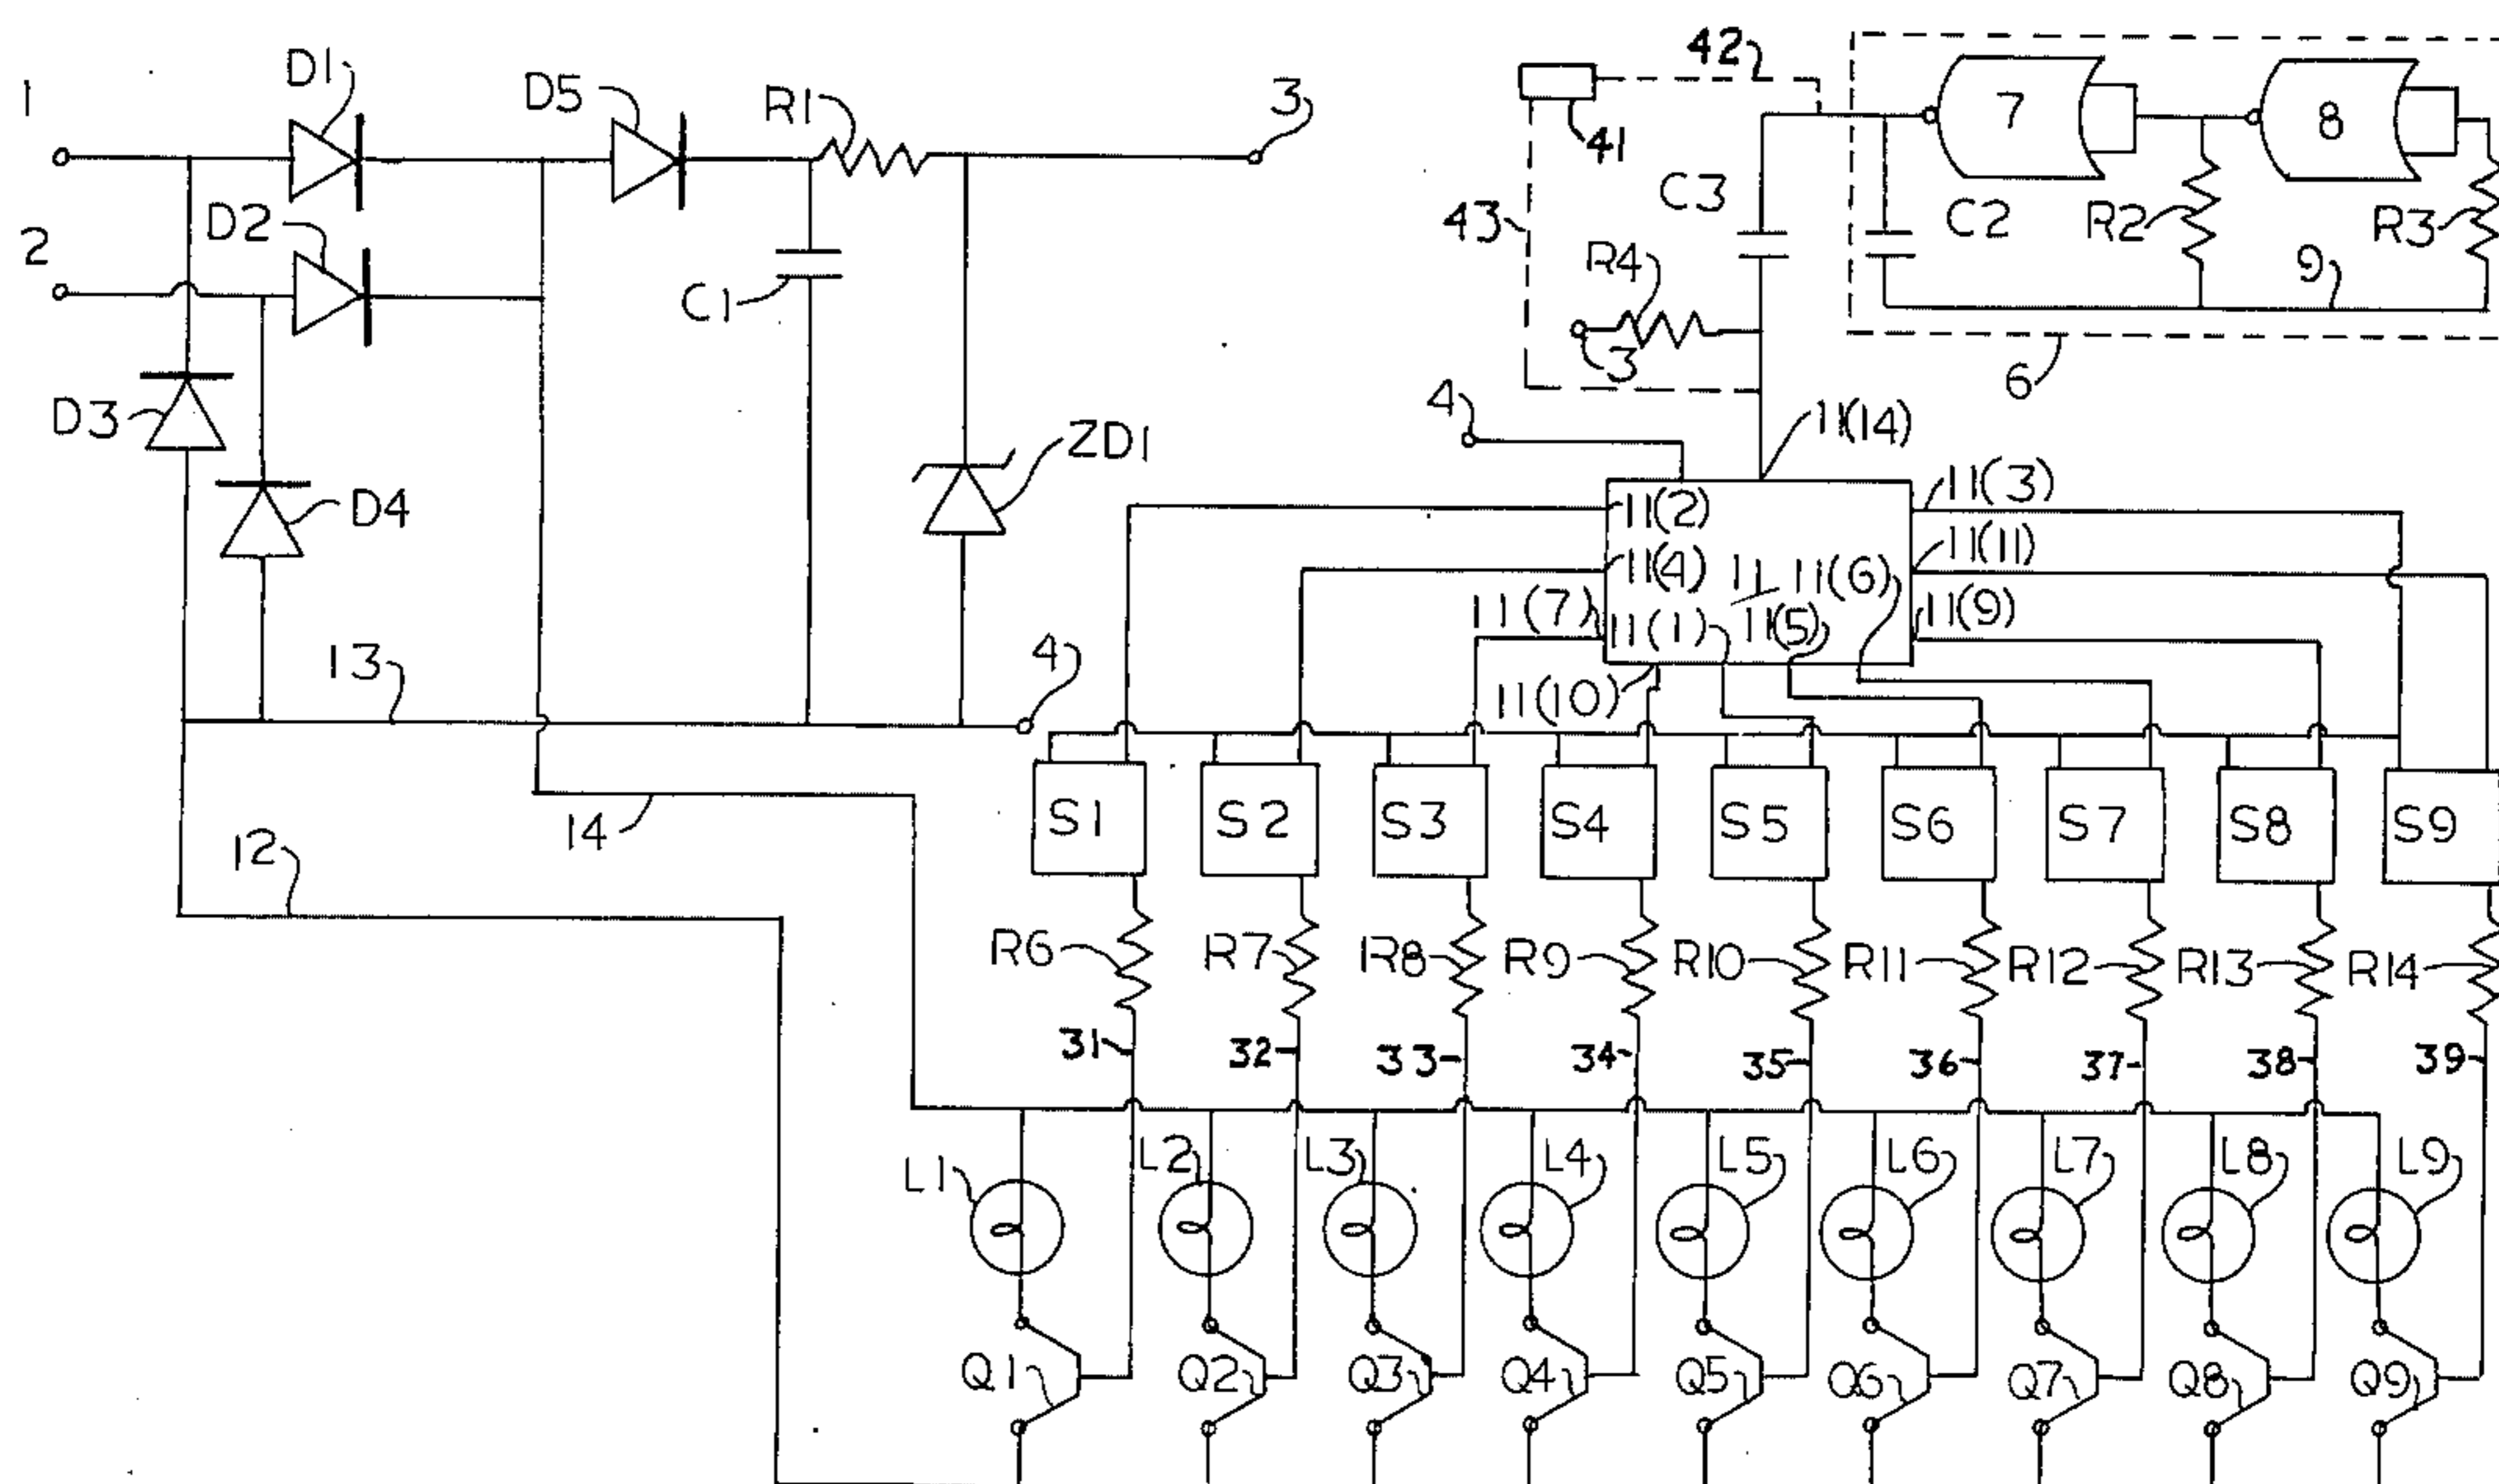 1
D1
D5
R1
3
42
41
7
8
2
D2
C1
43
C3
C2
R2
R3
R4
3
9
6
D3
D4
ZD1
4
11(14)
11(2)
11(3)
11(4)
11
11(6)
11(11)
11(7)
11(1)
11(5)
11(9)
11(10)
13
4
14
12
S1
S2
S3
S4
S5
S6
S7
S8
S9
R6
R7
R8
R9
R10
R11
R12
R13
R14
31
32
33
34
35
36
37
38
39
L1
L2
L3
L4
L5
L6
L7
L8
L9
Q1
Q2
Q3
Q4
Q5
Q6
Q7
Q8
Q9